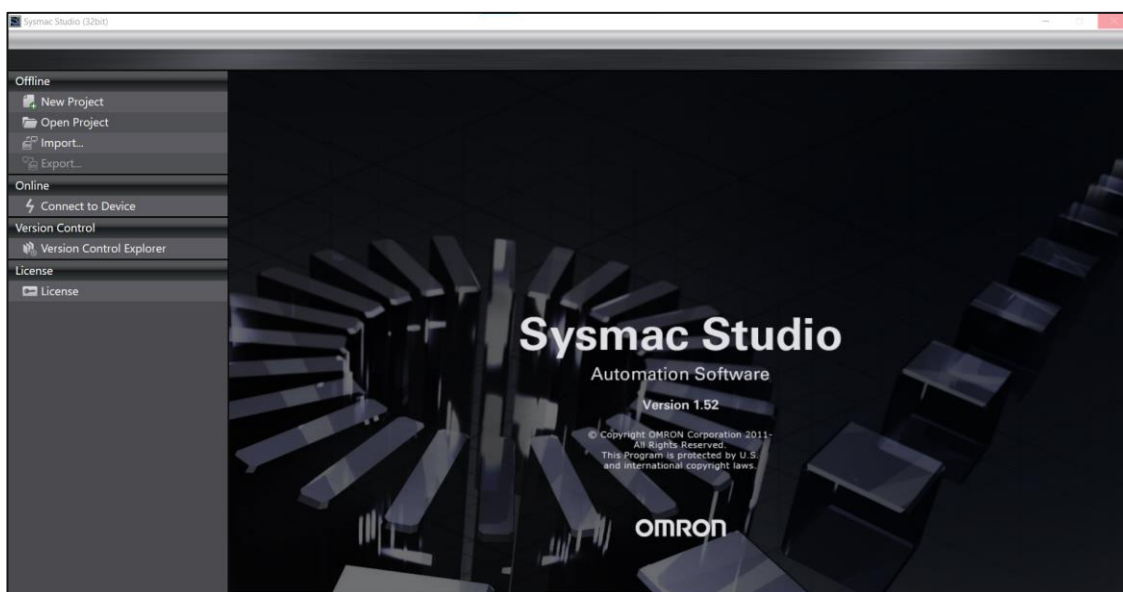 Sysmac Studio (32bit)
Offline
New Project
Open Project
Import...
Export...
Online
Connect to Device
Version Control
Version Control Explorer
License
License
Sysmac Studio
Automation Software
Version 1.52
© Copyright OMRON Corporation 2011-
All Rights Reserved.
This Program is protected by U.S.
and international copyright laws.
OMRON